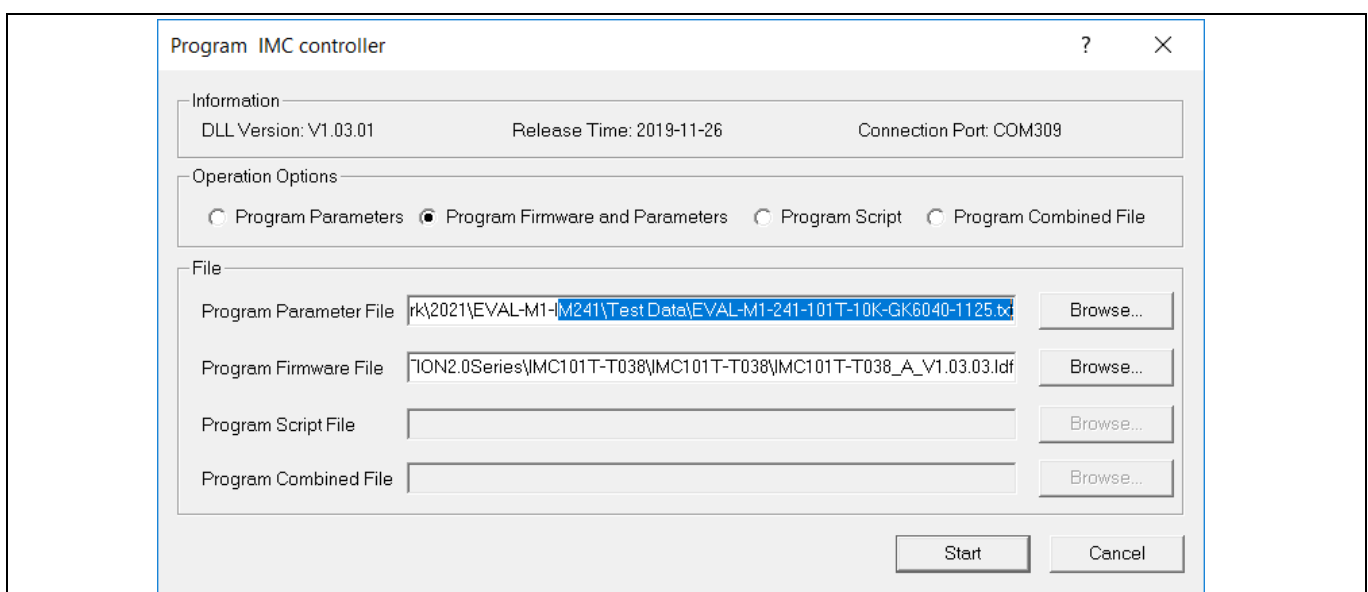 Program IMC controller ? ×
Information
DLL Version: V1.03.01 Release Time: 2019-11-26 Connection Port: COM309
Operation Options
Program Parameters Program Firmware and Parameters Program Script Program Combined File
File
Program Parameter File rk\2021\EVAL-M1-IM241\Test Data\EVAL-M1-241-101T-10K-GK6040-1125.txt Browse...
Program Firmware File TION2.0Series\IMC101T-T038\IMC101T-T038\IMC101T-T038_A_V1.03.03.ldf Browse...
Program Script File Browse...
Program Combined File Browse...
Start Cancel